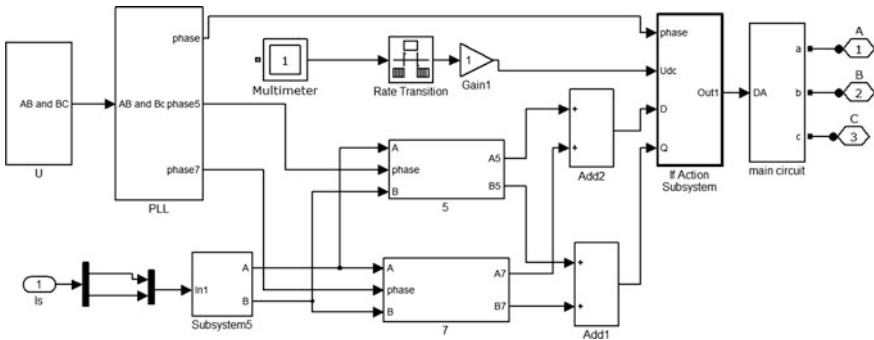 phase
AB and BC
U
AB and Bc
phase5
phase7
PLL
1
Multimeter
Rate Transition
1
Gain1
A
phase
B
A5
B5
5
+
+
Add2
phase
Udc
D
Q
Out1
If Action
Subsystem
DA
a
b
c
main circuit
A
1
B
2
C
3
1
Is
In1
A
B
Subsystem5
A
phase
B
A7
B7
7
+
+
Add1